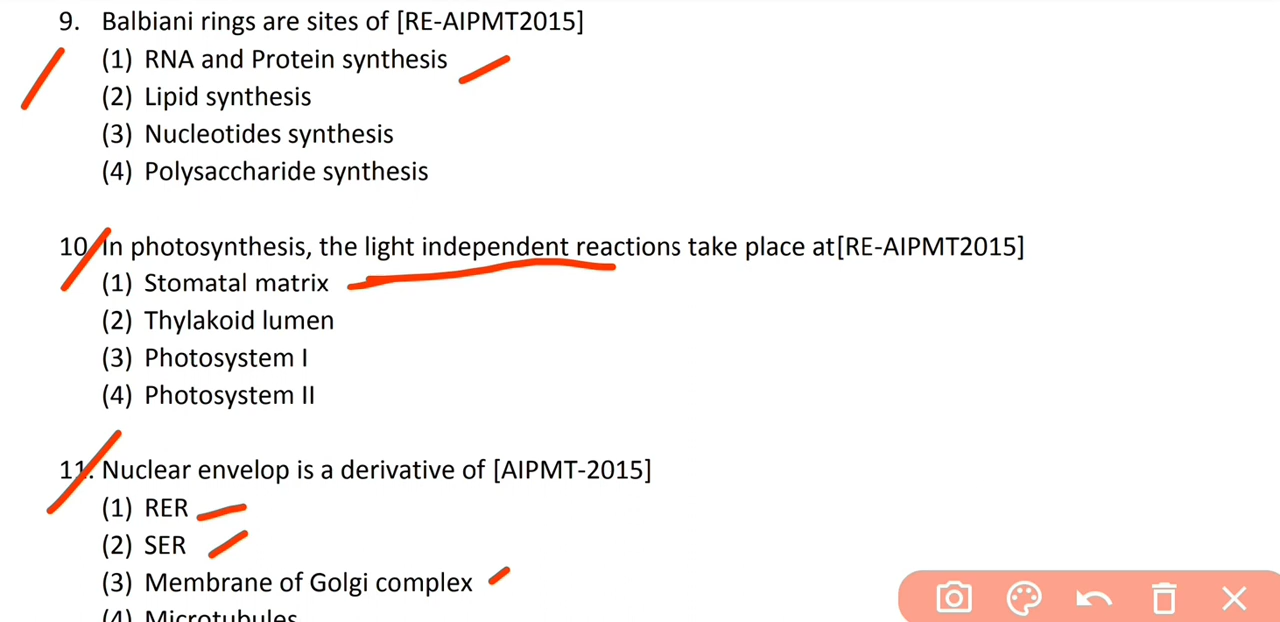 9. Balbiani rings are sites of [RE-AIPMT2015]
(1) RNA and Protein synthesis
(2) Lipid synthesis
(3) Nucleotides synthesis
(4) Polysaccharide synthesis
10. In photosynthesis, the light independent reactions take place at[RE-AIPMT2015]
(1) Stomatal matrix
(2) Thylakoid lumen
(3) Photosystem I
(4) Photosystem II
11. Nuclear envelop is a derivative of [AIPMT-2015]
(1) RER
(2) SER
(3) Membrane of Golgi complex
(4) Microtubules